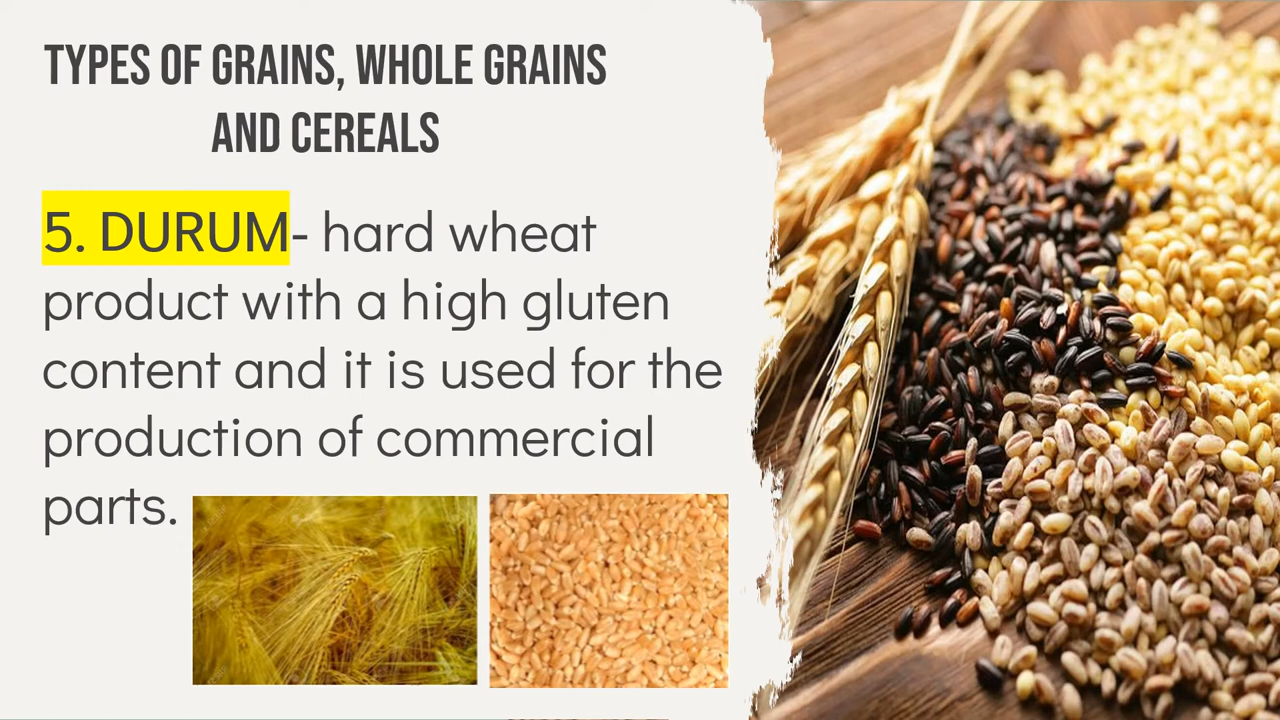 TYPES OF GRAINS, WHOLE GRAINS
AND CEREALS
5. DURUM- hard wheat
product with a high gluten
content and it is used for the
production of commercial
parts.